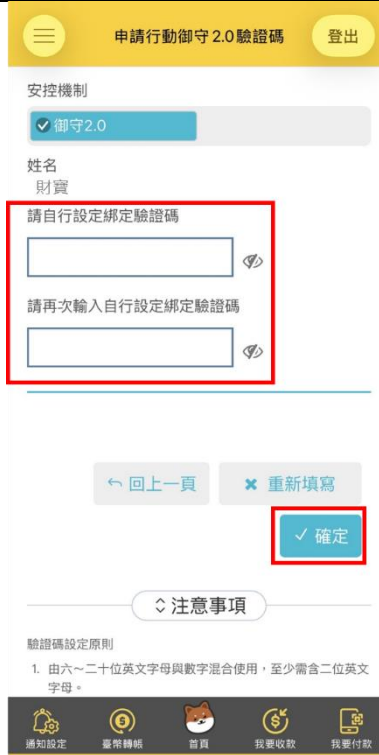 申請行動御守2.0驗證碼
登出
安控機制
御守2.0
姓名
財寶
請自行設定綁定驗證碼
請再次輸入自行設定綁定驗證碼
回上一頁
重新填寫
確定
注意事項
驗證碼設定原則
1. 由六～二十位英文字母與數字混合使用，至少需含二位英文
字母。
通知設定 臺幣轉帳 首頁 我要收款 我要付款